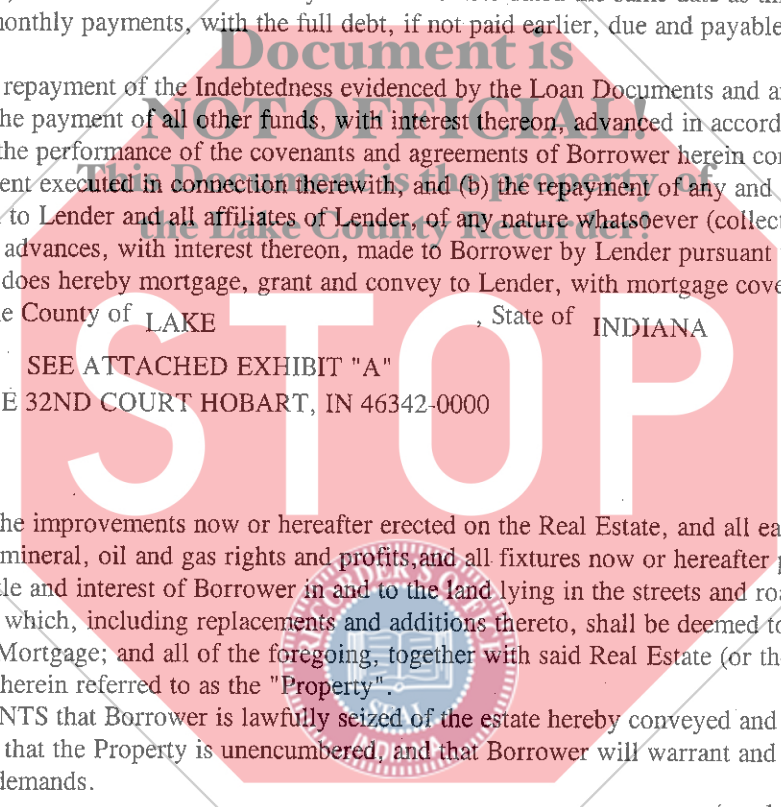 monthly payments, with the full debt, if not paid earlier, due and payable
Document is
repayment of the Indebtedness evidenced by the Loan Documents and
NOT OFFICIAL!
he payment of all other funds, with interest thereon, advanced in accord
the performance of the covenants and agreements of Borrower herein con
This Document is the property of
ent executed in connection therewith, and (b) the repayment of any and
to Lender and all affiliates of Lender, of any nature whatsoever (collect
the Lake County Recorder!
advances, with interest thereon, made to Borrower by Lender pursuant
does hereby mortgage, grant and convey to Lender, with mortgage cove
e County of LAKE , State of INDIANA
STOP
SEE ATTACHED EXHIBIT "A"
E 32ND COURT HOBART, IN 46342-0000
he improvements now or hereafter erected on the Real Estate, and all ea
mineral, oil and gas rights and profits,and all fixtures now or hereafter p
tle and interest of Borrower in and to the land lying in the streets and roa
which, including replacements and additions thereto, shall be deemed to
Mortgage; and all of the foregoing, together with said Real Estate (or th
herein referred to as the "Property".
RECORDER'S OFFICE
SEAL
INDIANA
NTS that Borrower is lawfully seized of the estate hereby conveyed and
that the Property is unencumbered, and that Borrower will warrant and
demands.